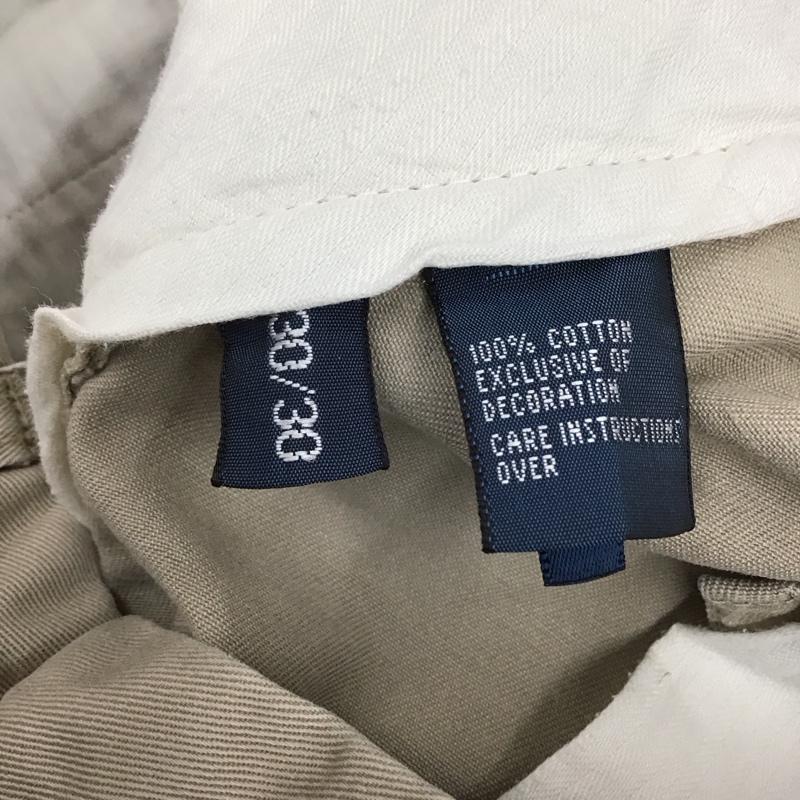 30/30
100% COTTON
EXCLUSIVE OF
DECORATION
CARE INSTRUCTIONS
OVER